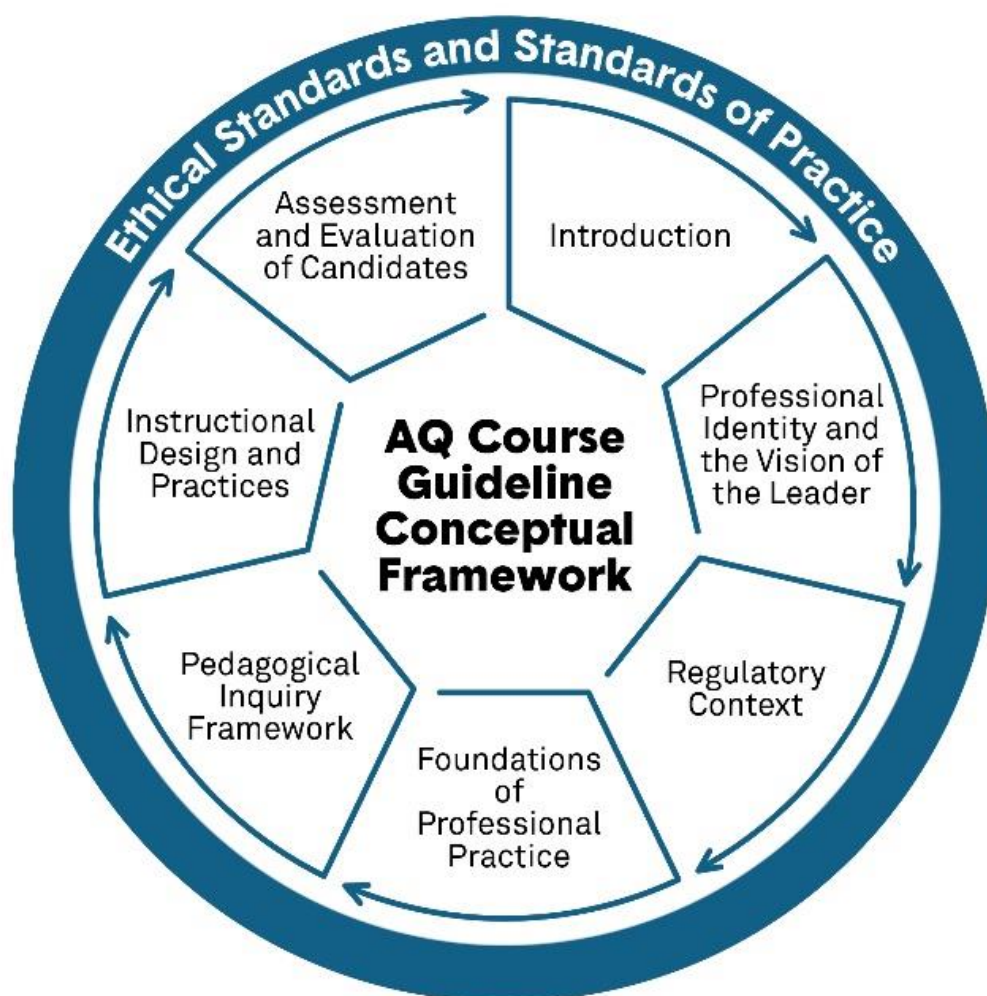 Ethical Standards and Standards of Practice
Introduction
Professional
Identity and
the Vision of
the Leader
Regulatory
Context
Foundations
of
Professional
Practice
Pedagogical
Inquiry
Framework
Instructional
Design and
Practices
Assessment
and Evaluation
of Candidates
AQ Course
Guideline
Conceptual
Framework